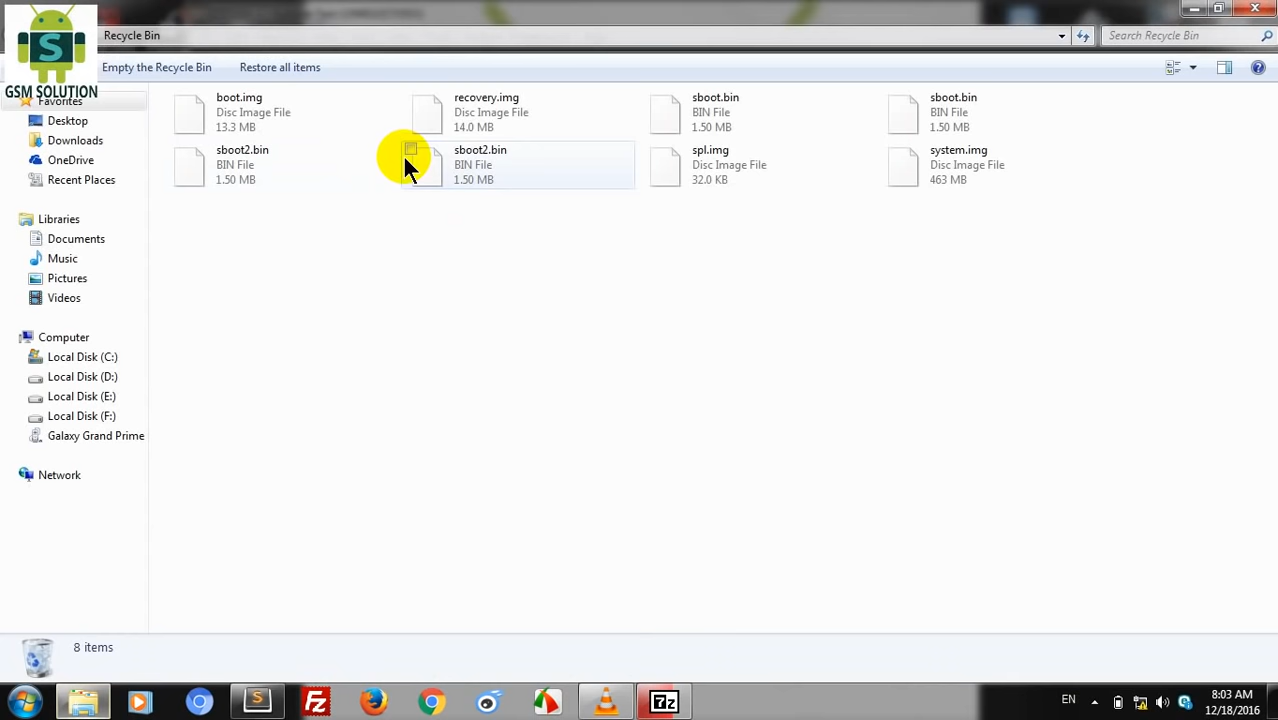 Recycle Bin
Search Recycle Bin
S
GSM SOLUTION
Empty the Recycle Bin
Restore all items
Favorites
Desktop
Downloads
OneDrive
Recent Places
Libraries
Documents
Music
Pictures
Videos
Computer
Local Disk (C:)
Local Disk (D:)
Local Disk (E:)
Local Disk (F:)
Galaxy Grand Prime
Network
boot.img
Disc Image File
13.3 MB
recovery.img
Disc Image File
14.0 MB
sboot.bin
BIN File
1.50 MB
sboot.bin
BIN File
1.50 MB
sboot2.bin
BIN File
1.50 MB
sboot2.bin
BIN File
1.50 MB
spl.img
Disc Image File
32.0 KB
system.img
Disc Image File
463 MB
8 items
S
FZ
7z
EN
8:03 AM
12/18/2016